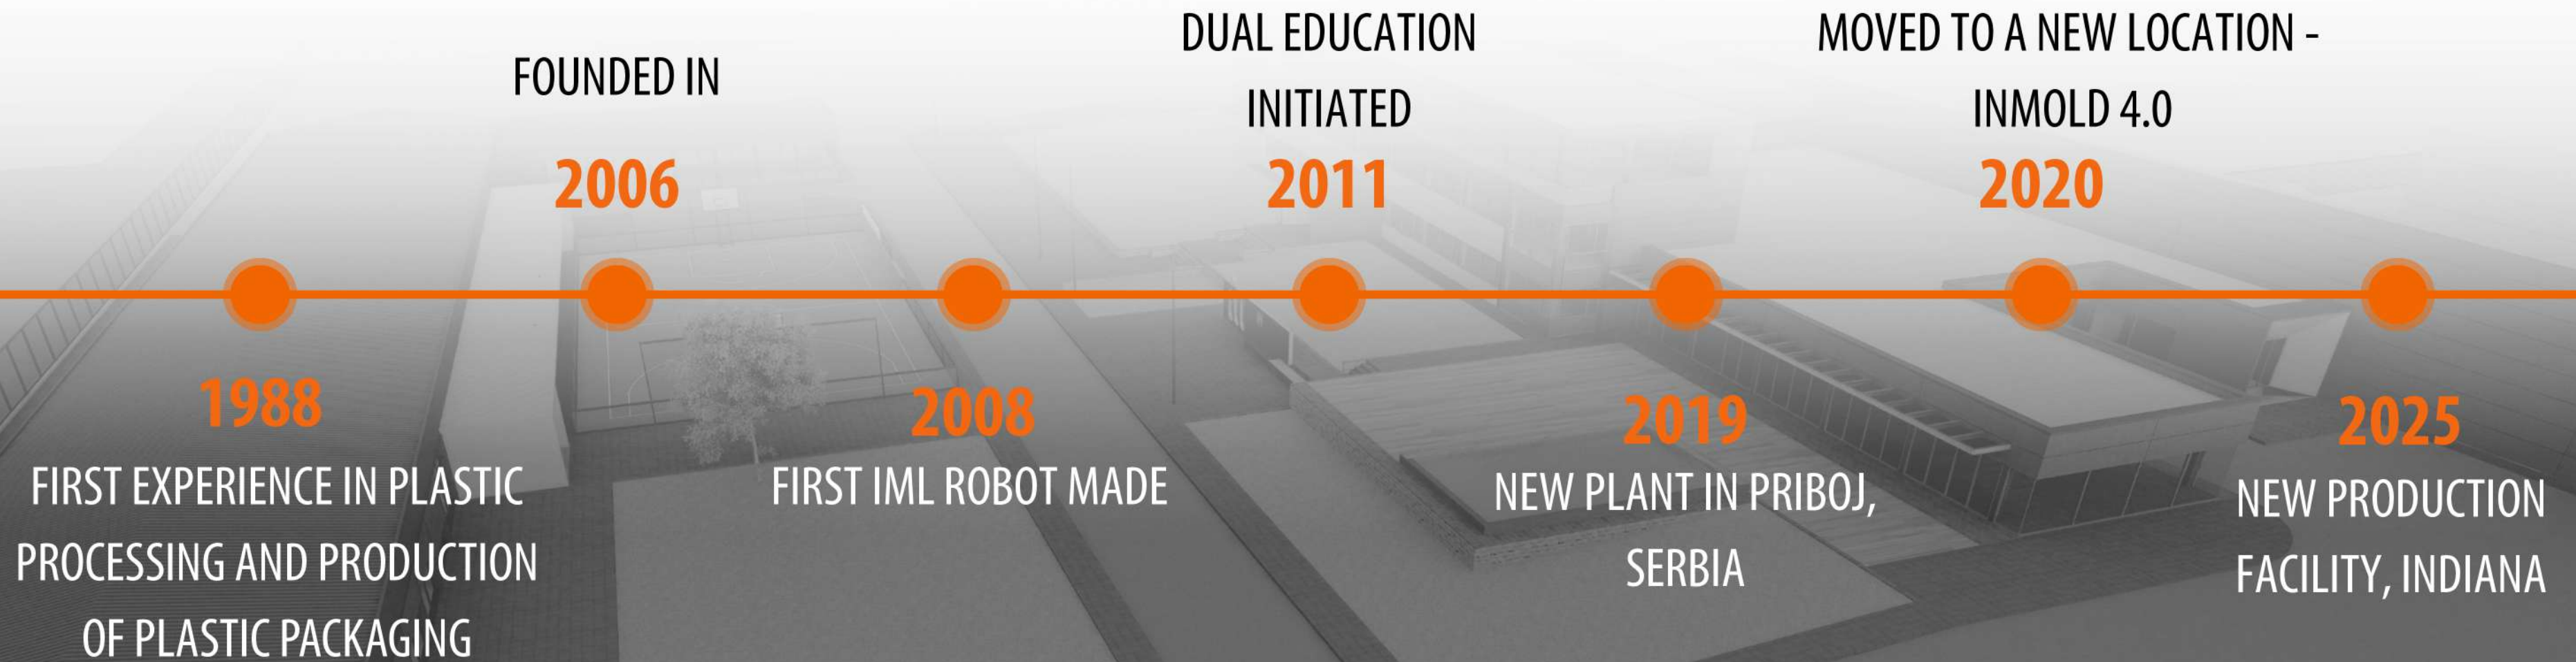 1988
FIRST EXPERIENCE IN PLASTIC
PROCESSING AND PRODUCTION
OF PLASTIC PACKAGING
FOUNDED IN
2006
2008
FIRST IML ROBOT MADE
DUAL EDUCATION
INITIATED
2011
2019
NEW PLANT IN PRIBOJ,
SERBIA
MOVED TO A NEW LOCATION -
INMOLD 4.0
2020
2025
NEW PRODUCTION
FACILITY, INDIANA